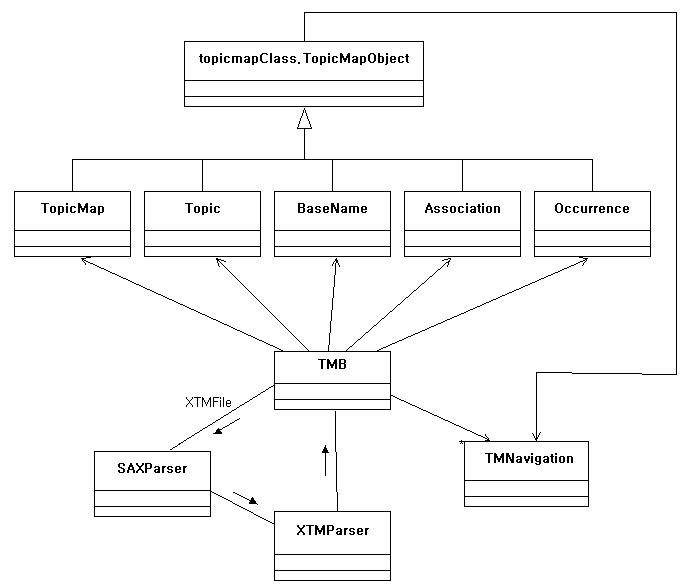 topicmapClass.TopicMapObject
TopicMap
Topic
BaseName
Association
Occurrence
TMB
XTMFile
*
TMNavigation
SAXParser
XTMParser